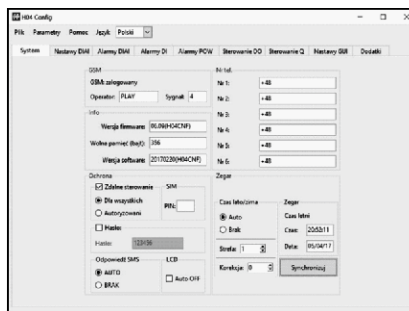 H04 Config
Plik Parametry Pomoc Język Polski
System Nastawy DIAI Alarmy DIAI Alarmy DI Alarmy POW Sterowanie DO Sterowanie Q Nastawy GUI Dodatki
GSM
GSM: zalogowany
Operator: PLAY Sygnał: 4
Info
Wersja firmware: 06.09(H04CNF)
Wolna pamięć (bajt): 356
Wersja software: 20170220(H04CNF)
Ochrona
Zdalne sterowanie
Dla wszystkich
Autoryzowani
SIM
PIN:
Hasło:
Hasło: 123456
Odpowiedź SMS
AUTO
BRAK
LCD
Auto OFF
Nr tel.
Nr 1: +48
Nr 2: +48
Nr 3: +48
Nr 4: +48
Nr 5: +48
Nr 6: +48
Zegar
Czas lato/zima
Auto
Brak
Strefa: 1
Korekcja: 0
Zegar
Czas letni
Czas: 20:52:11
Data: 05/04/17
Synchronizuj